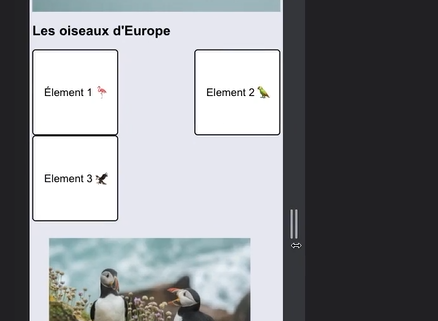 Les oiseaux d'Europe
Élement 1 🦩
Element 2 🦜
Element 3 🦅